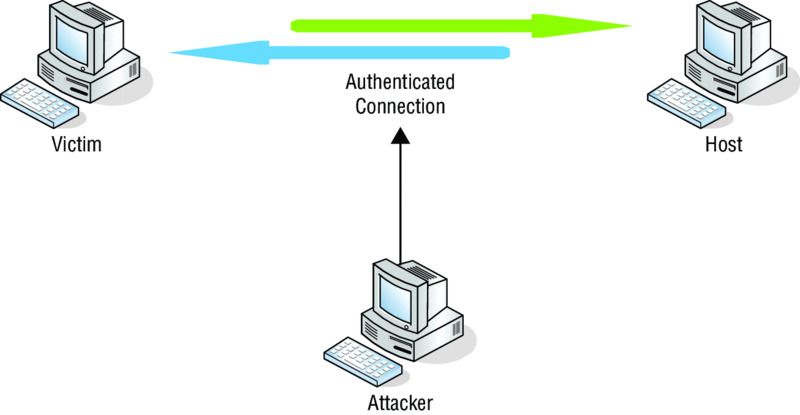 Authenticated
Connection
Victim
Host
Attacker